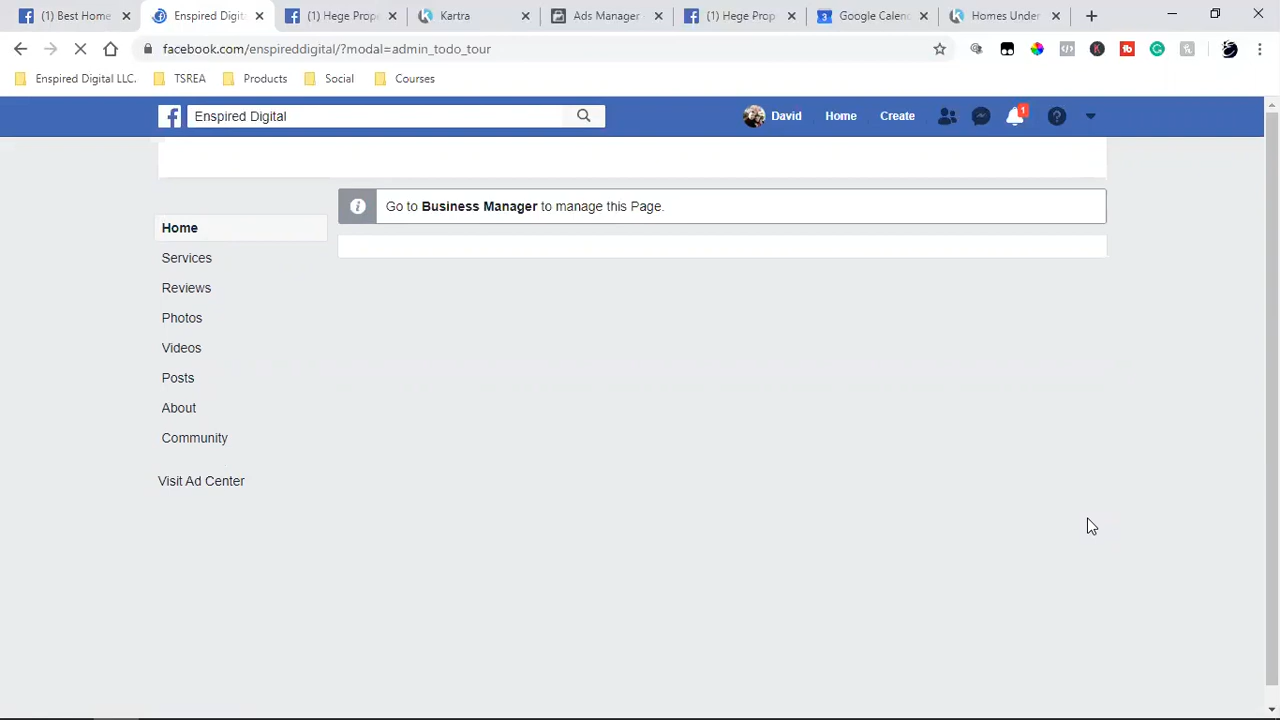 (1) Best Home
Enspired Digit
(1) Hege Prope
Kartra
Ads Manager
(1) Hege Prop
Google Calend
Homes Under
facebook.com/enspireddigital/?modal=admin_todo_tour
Enspired Digital LLC.
TSREA
Products
Social
Courses
Enspired Digital
David
Home
Create
1
Go to Business Manager to manage this Page.
Home
Services
Reviews
Photos
Videos
Posts
About
Community
Visit Ad Center